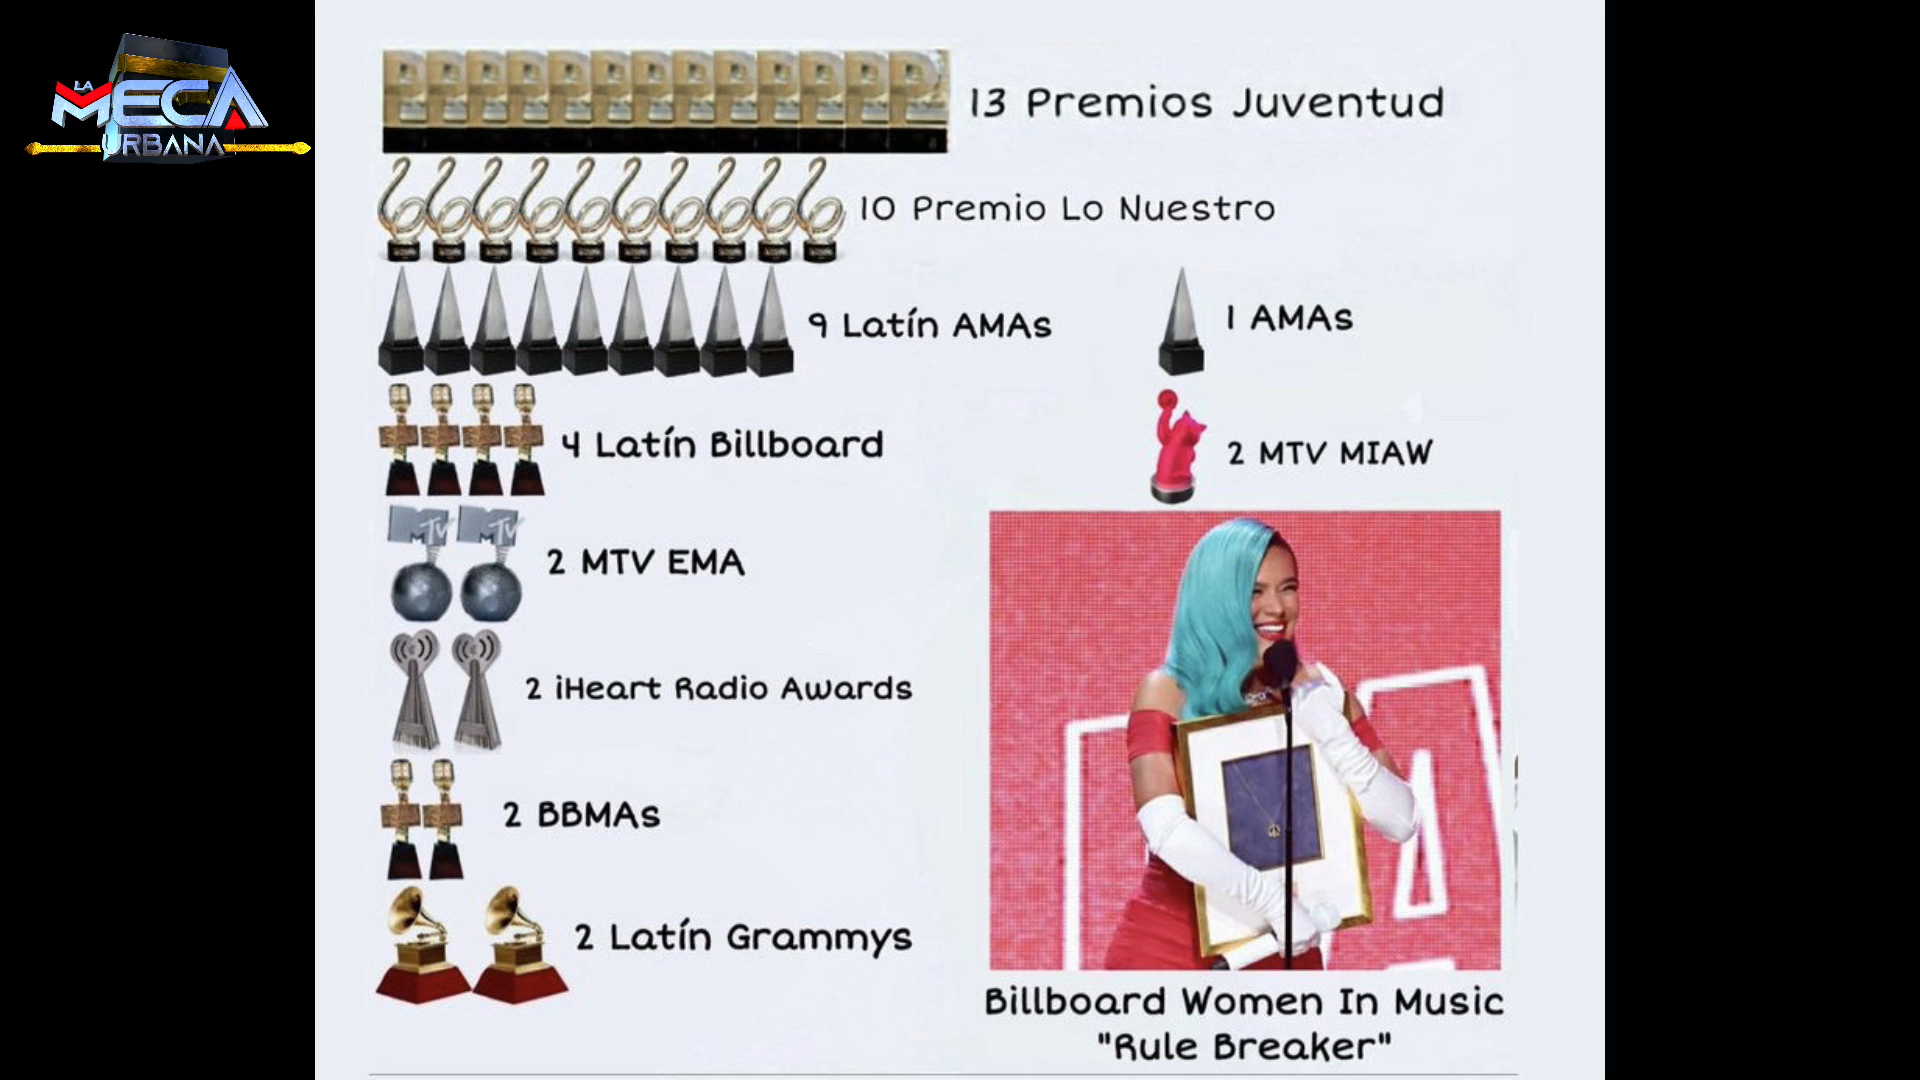 LA
MECA
URBANA
13 Premios Juventud
10 Premio Lo Nuestro
9 Latín AMAs
1 AMAs
4 Latín Billboard
2 MTV MIAW
MTV MTV
2 MTV EMA
2 iHeart Radio Awards
2 BBMAs
2 Latín Grammys
Billboard Women In Music
"Rule Breaker"